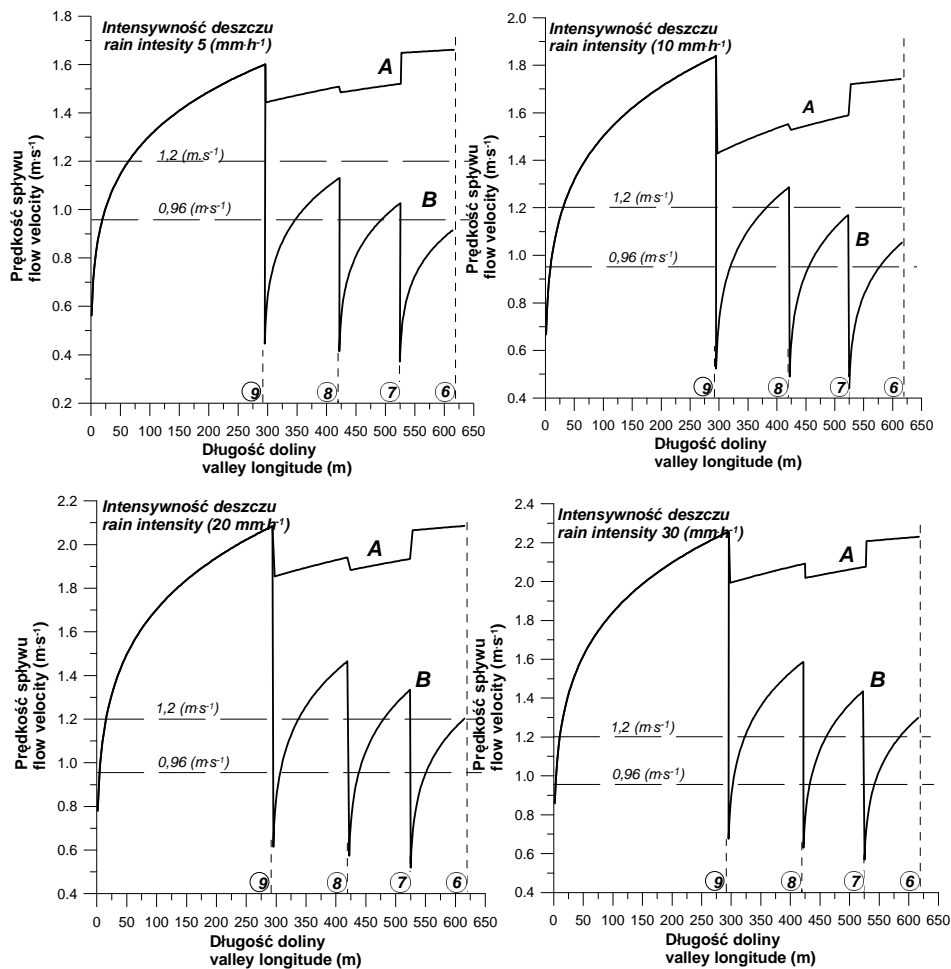 Intensywność deszczu
rain intesity 5 (mm·h-1)
1.8
1.6
1.4
1.2
1.0
0.8
0.6
0.4
0.2
Prędkość spływu
flow velocity (m·s-1)
A
B
1,2 (m.s-1)
0,96 (m·s-1)
9
8
7
6
0 50 100 150 200 250 300 350 400 450 500 550 600 650
Długość doliny
valley longitude (m)
Intensywność deszczu
rain intensity (10 mm·h-1)
2.0
1.8
1.6
1.4
1.2
1.0
0.8
0.6
0.4
Prędkość spływu
flow velocity (m·s-1)
A
B
1,2 (m·s-1)
0,96 (m·s-1)
9
8
7
6
0 50 100 150 200 250 300 350 400 450 500 550 600 650
Długość doliny
valley longitude (m)
Intensywność deszczu
rain intensity (20 mm·h-1)
2.2
2.0
1.8
1.6
1.4
1.2
1.0
0.8
0.6
0.4
Prędkość spływu
flow velocity (m·s-1)
A
B
1,2 (m·s-1)
0,96 (m·s-1)
9
8
7
6
0 50 100 150 200 250 300 350 400 450 500 550 600 650
Długość doliny
valley longitude (m)
Intensywność deszczu
rain intensity 30 (mm·h-1)
2.4
2.2
2.0
1.8
1.6
1.4
1.2
1.0
0.8
0.6
0.4
Prędkość spływu
flow velocity (m·s-1)
A
B
1,2 (m·s-1)
0,96 (m·s-1)
9
8
7
6
0 50 100 150 200 250 300 350 400 450 500 550 600 650
Długość doliny
valley longitude (m)